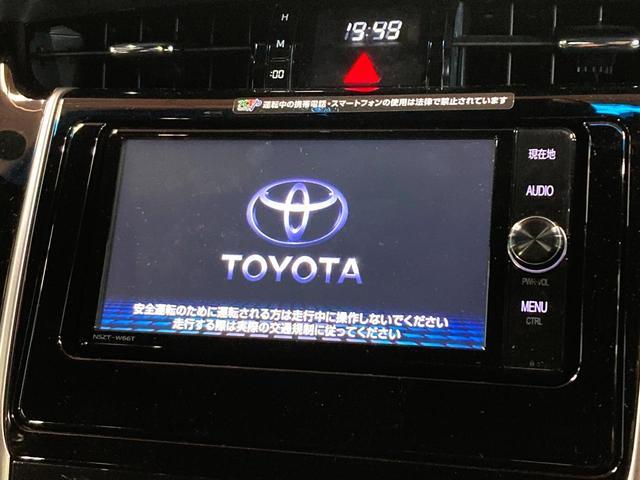 H
19:58
M
:00
運転中の携帯電話・スマートフォンの使用は法律で禁止されています
現在地
AUDIO
TOYOTA
PWR・VOL
安全運転のために運転される方は走行中に操作しないでください
走行する際は実際の交通規制に従ってください
MENU
CTRL
NSZT-W66T